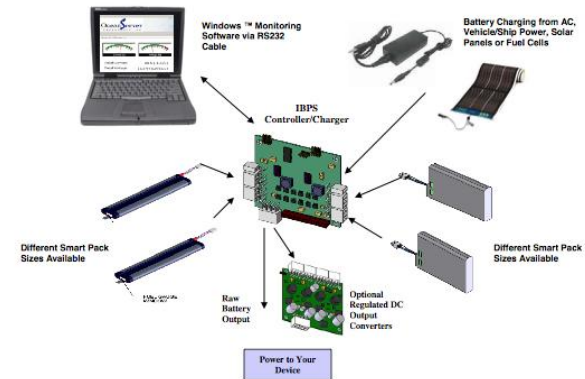 OceanServer
Windows ™ Monitoring
Software via RS232
Cable
Battery Charging from AC,
Vehicle/Ship Power, Solar
Panels or Fuel Cells
IBPS
Controller/Charger
Different Smart Pack
Sizes Available
Different Smart Pack
Sizes Available
Raw
Battery
Output
Optional
Regulated DC
Output
Converters
Power to Your
Device